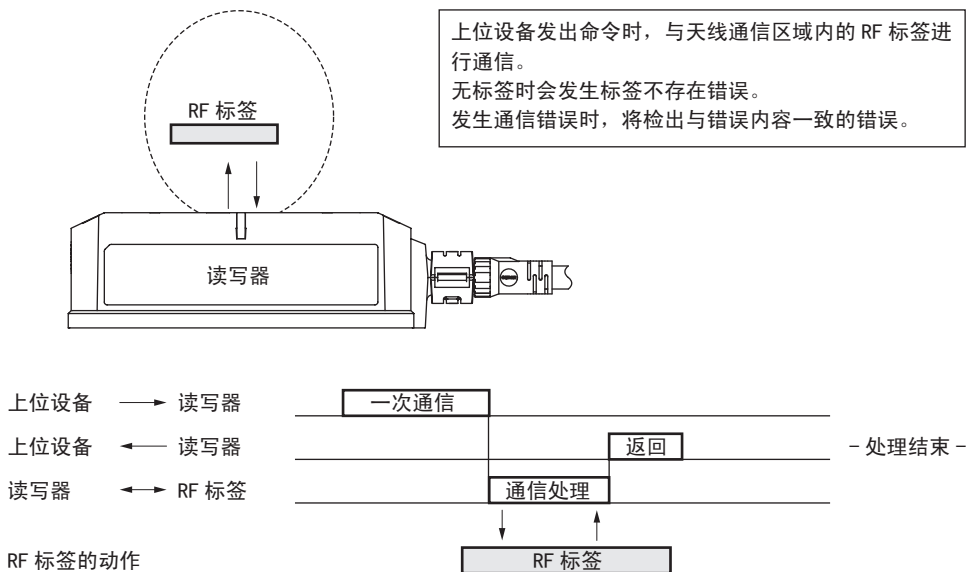 上位设备发出命令时，与天线通信区域内的 RF 标签进
行通信。
无标签时会发生标签不存在错误。
发生通信错误时，将检出与错误内容一致的错误。
RF 标签
读写器
上位设备 → 读写器
一次通信
上位设备 ← 读写器
返回
- 处理结束 -
读写器 ↔ RF 标签
通信处理
RF 标签的动作
RF 标签